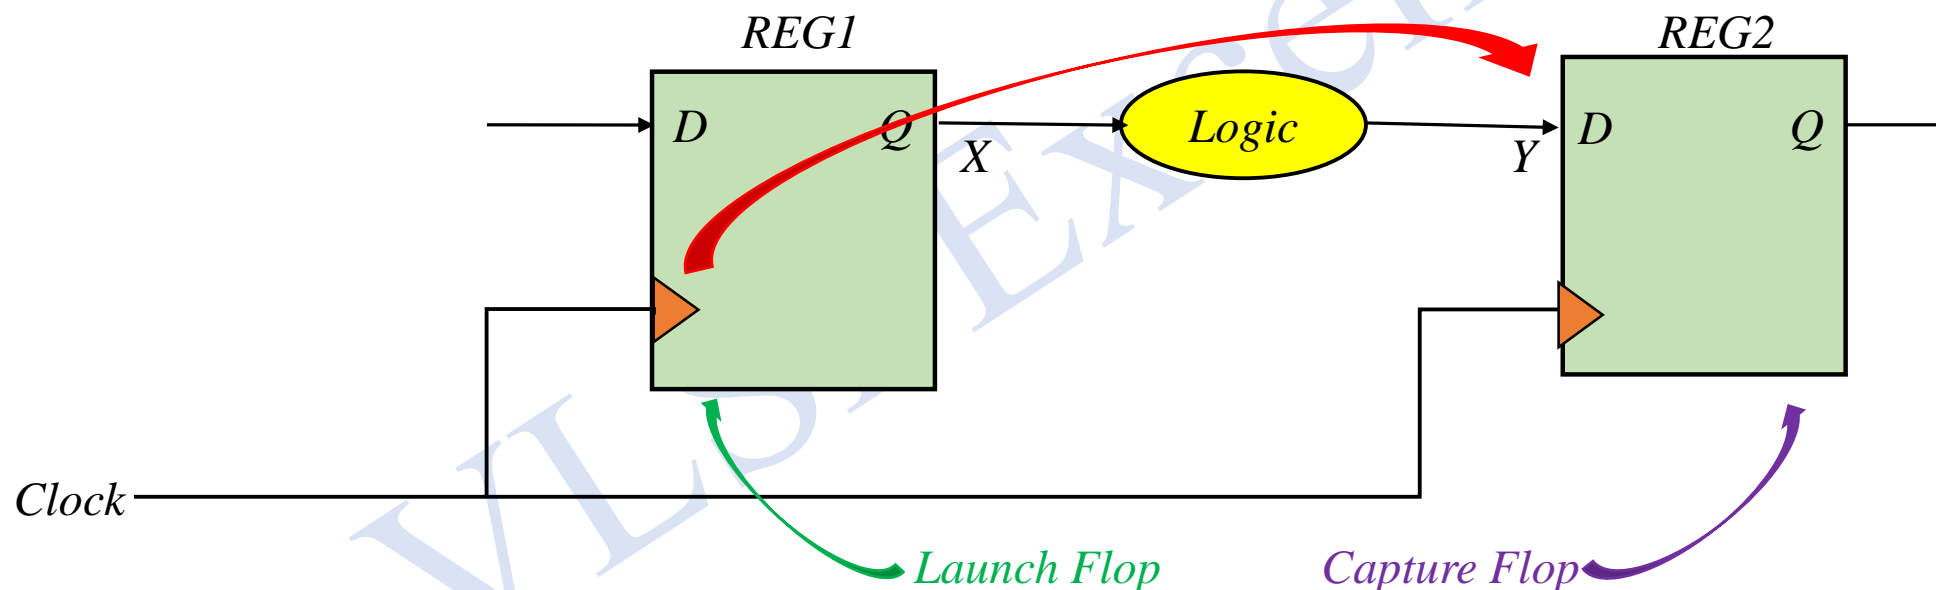 REG1
REG2
D
Q
X
Logic
Y
D
Q
Clock
Launch Flop
Capture Flop